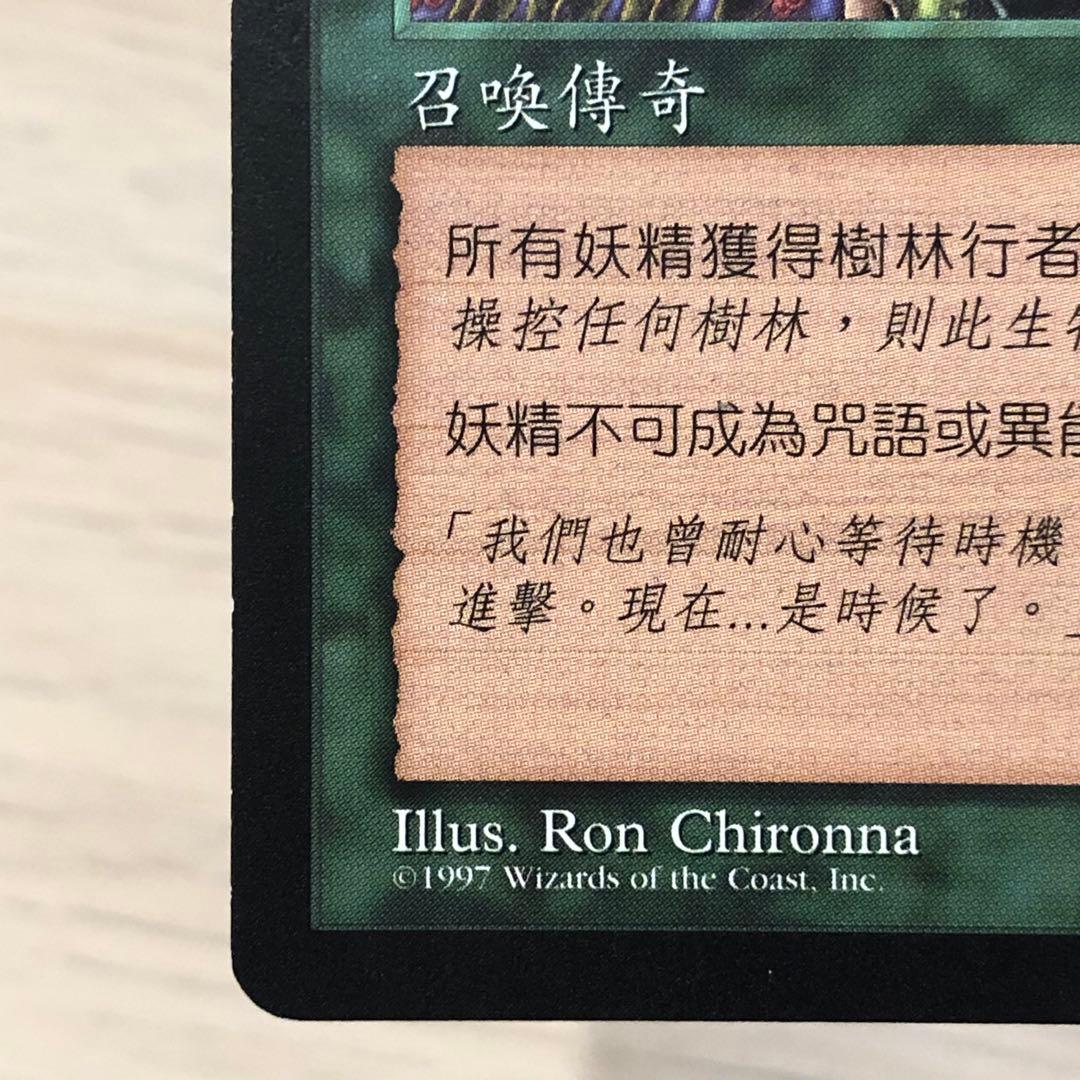 召喚傳奇
所有妖精獲得樹林行者
操控任何樹林，則此生
妖精不可成為咒語或異
「我們也曾耐心等待時機
進擊。現在...是時候了。
Illus. Ron Chironna
©1997 Wizards of the Coast, Inc.